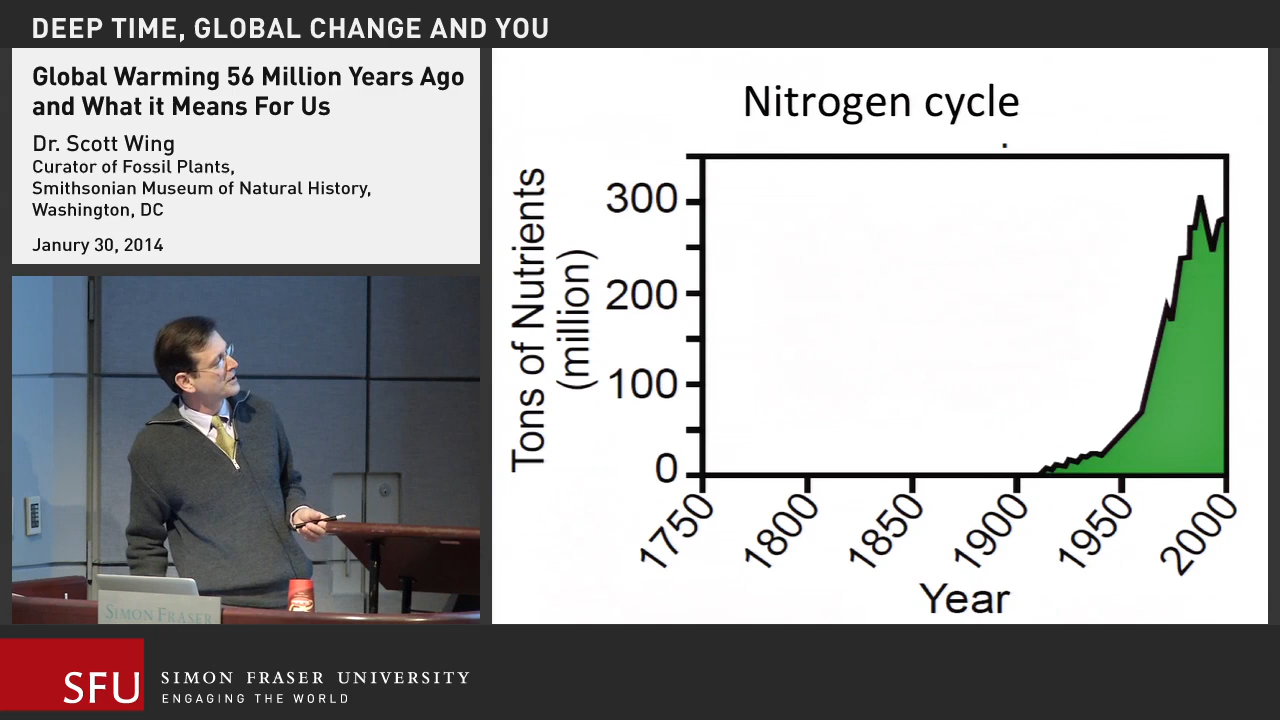 DEEP TIME, GLOBAL CHANGE AND YOU
Global Warming 56 Million Years Ago
and What it Means For Us
Dr. Scott Wing
Curator of Fossil Plants,
Smithsonian Museum of Natural History,
Washington, DC
Janury 30, 2014
Nitrogen cycle
Tons of Nutrients
(million)
300
200
100
0
1750
1800
1850
1900
1950
2000
Year
SIMON FRASER
SFU
SIMON FRASER UNIVERSITY
ENGAGING THE WORLD